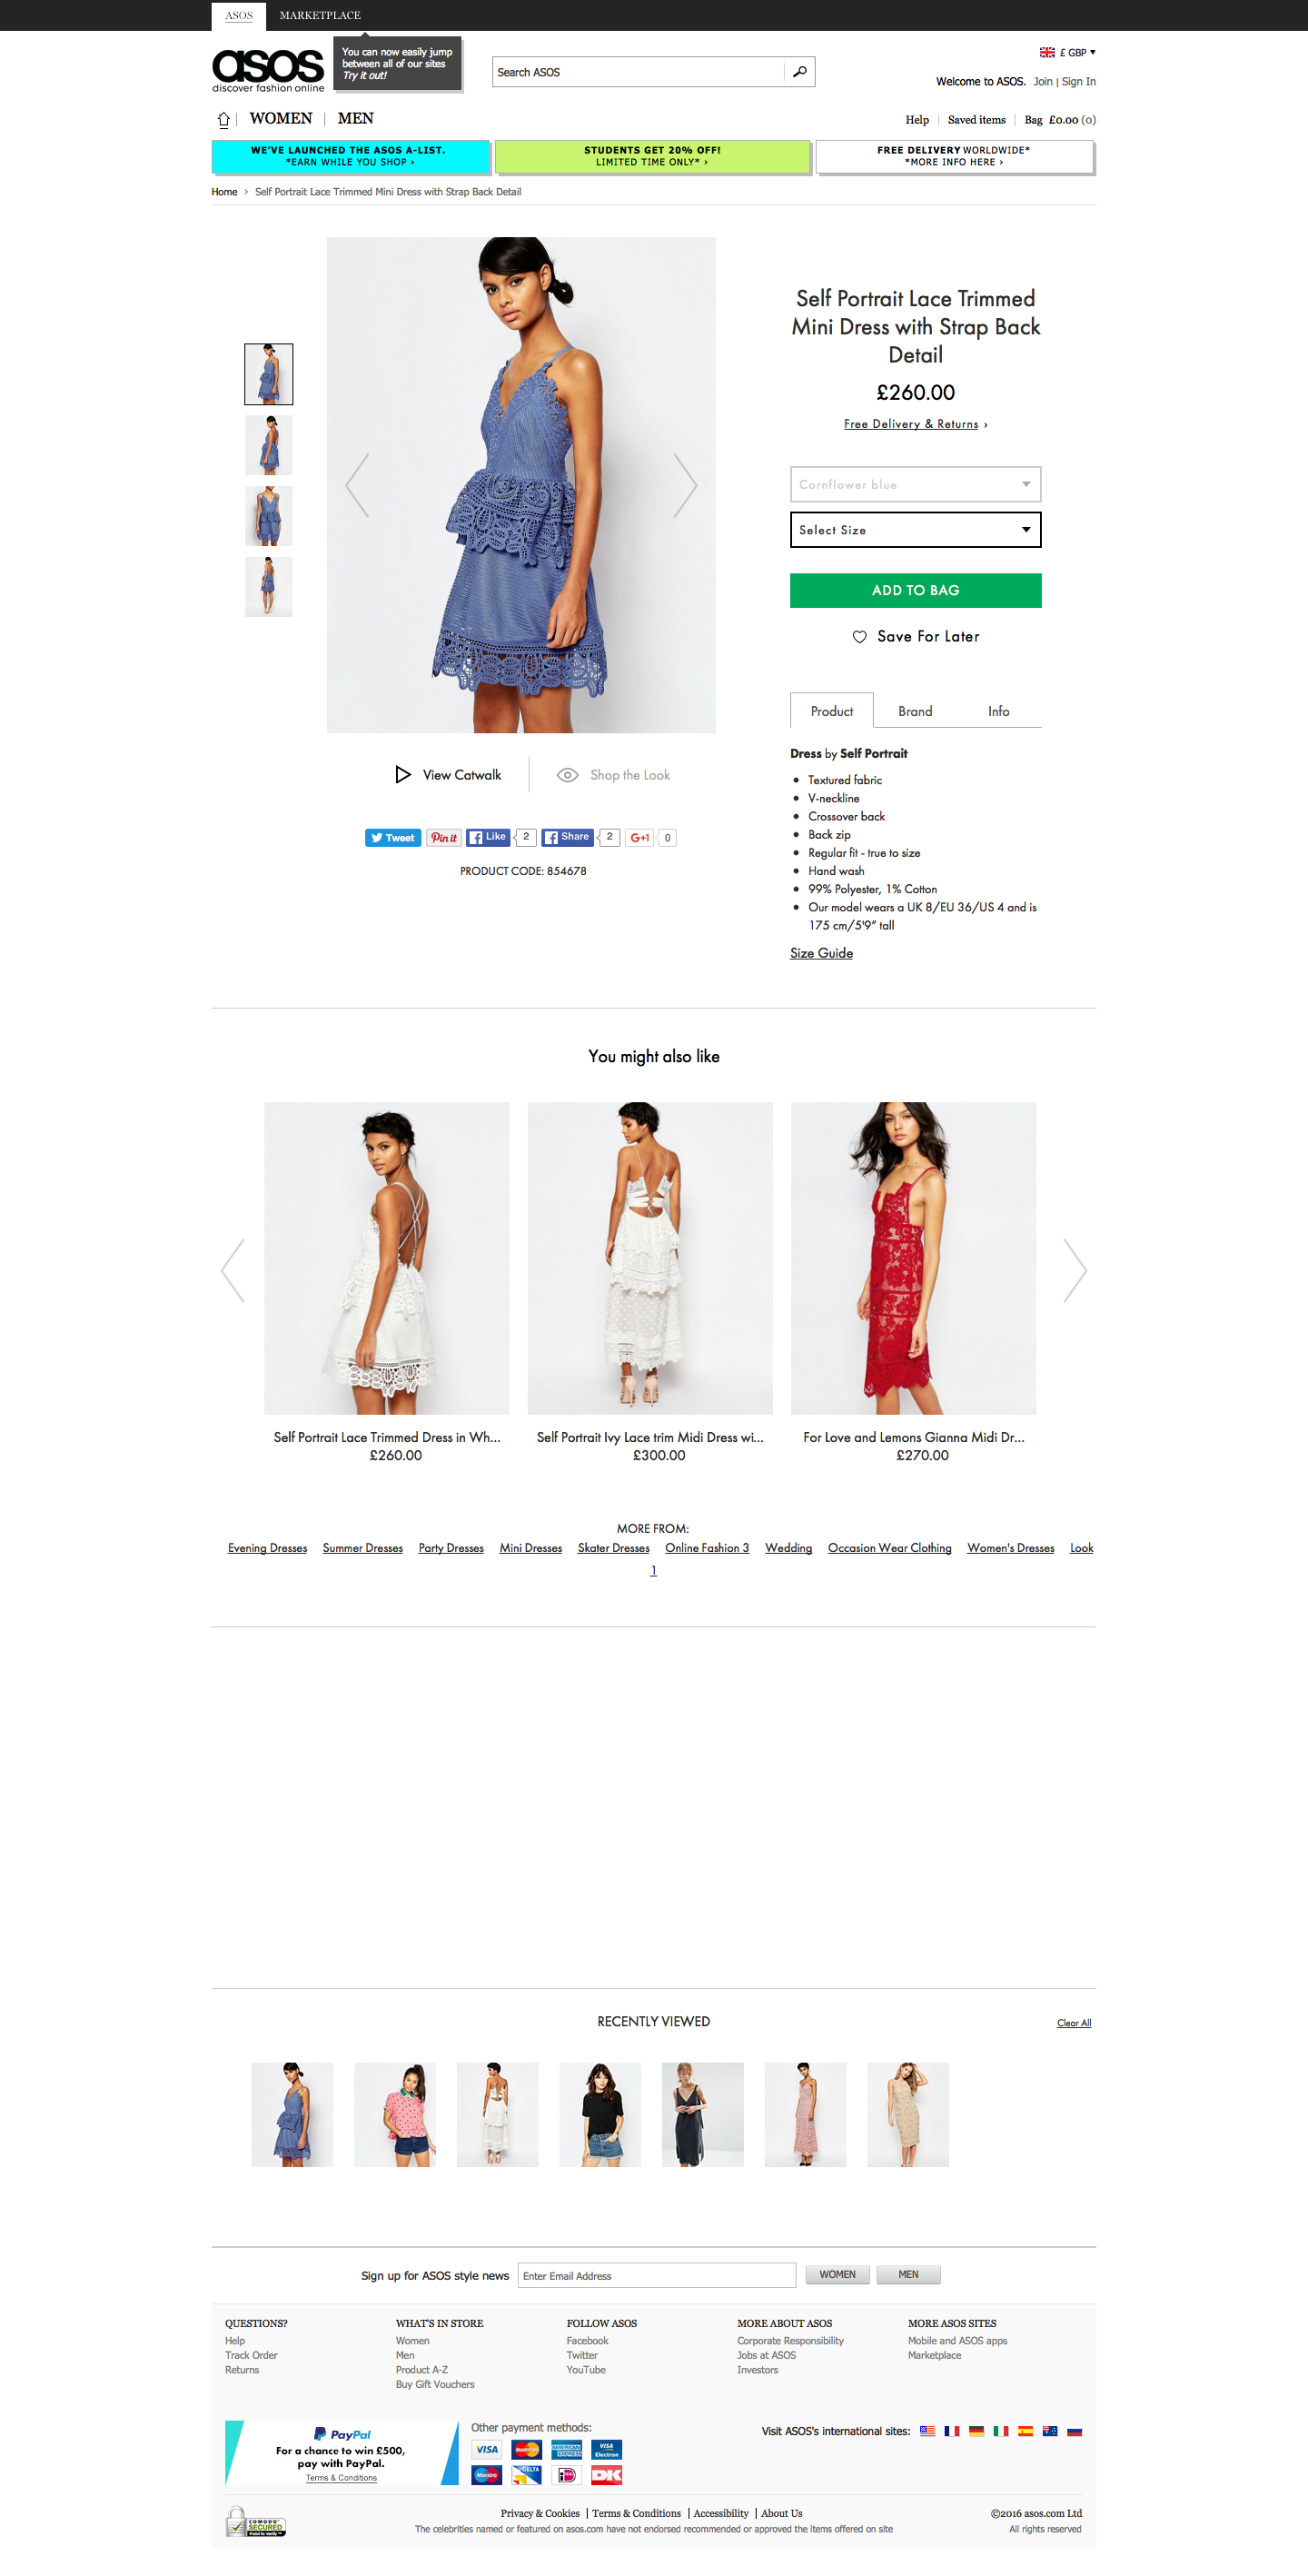 ASOS MARKETPLACE
You can now easily jump
between all of our sites
Try it out!
asos
discover fashion online
Search ASOS
£ GBP
Welcome to ASOS. Join | Sign In
WOMEN | MEN
Help Saved items Bag £0.00 (0)
WE'VE LAUNCHED THE ASOS A-LIST.
*EARN WHILE YOU SHOP ›
STUDENTS GET 20% OFF!
LIMITED TIME ONLY* ›
FREE DELIVERY WORLDWIDE*
*MORE INFO HERE ›
Home › Self Portrait Lace Trimmed Mini Dress with Strap Back Detail
Self Portrait Lace Trimmed
Mini Dress with Strap Back
Detail
£260.00
Free Delivery & Returns ›
Cornflower blue
Select Size
ADD TO BAG
Save For Later
Product Brand Info
Dress by Self Portrait
• Textured fabric
• V-neckline
• Crossover back
• Back zip
• Regular fit - true to size
• Hand wash
• 99% Polyester, 1% Cotton
• Our model wears a UK 8/EU 36/US 4 and is
175 cm/5'9” tall
Size Guide
View Catwalk
Shop the Look
Tweet Pin it Like 2 Share 2 G+1 0
PRODUCT CODE: 854678
You might also like
Self Portrait Lace Trimmed Dress in Wh...
£260.00
Self Portrait Ivy Lace trim Midi Dress wi...
£300.00
For Love and Lemons Gianna Midi Dr...
£270.00
MORE FROM:
Evening Dresses Summer Dresses Party Dresses Mini Dresses Skater Dresses Online Fashion 3 Wedding Occasion Wear Clothing Women's Dresses Look
1
RECENTLY VIEWED
Clear All
Sign up for ASOS style news Enter Email Address WOMEN MEN
QUESTIONS?
Help
Track Order
Returns
WHAT'S IN STORE
Women
Men
Product A-Z
Buy Gift Vouchers
FOLLOW ASOS
Facebook
Twitter
YouTube
MORE ABOUT ASOS
Corporate Responsibility
Jobs at ASOS
Investors
MORE ASOS SITES
Mobile and ASOS apps
Marketplace
PayPal
For a chance to win £500,
pay with PayPal.
Terms & Conditions
Other payment methods:
VISA MasterCard AMERICAN EXPRESS VISA Electron
Maestro DELTA iD DK
Visit ASOS's international sites:
COMODO
SECURED
Privacy & Cookies | Terms & Conditions | Accessibility | About Us
The celebrities named or featured on asos.com have not endorsed recommended or approved the items offered on site
©2016 asos.com Ltd
All rights reserved